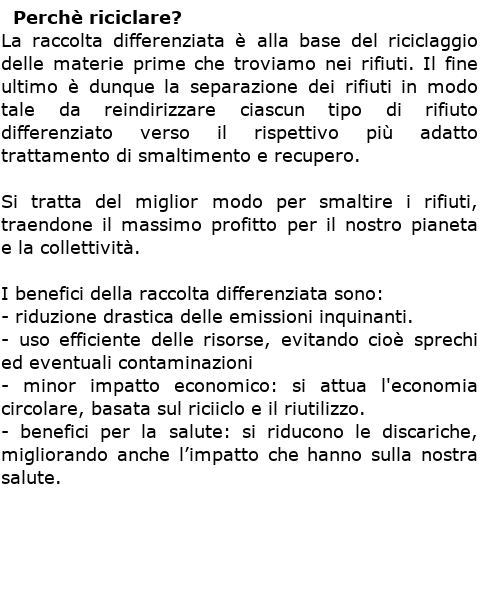 Perchè riciclare?
La raccolta differenziata è alla base del riciclaggio
delle materie prime che troviamo nei rifiuti. Il fine
ultimo è dunque la separazione dei rifiuti in modo
tale da reindirizzare ciascun tipo di rifiuto
differenziato verso il rispettivo più adatto
trattamento di smaltimento e recupero.
Si tratta del miglior modo per smaltire i rifiuti,
traendone il massimo profitto per il nostro pianeta
e la collettività.
I benefici della raccolta differenziata sono:
- riduzione drastica delle emissioni inquinanti.
- uso efficiente delle risorse, evitando cioè sprechi
ed eventuali contaminazioni
- minor impatto economico: si attua l'economia
circolare, basata sul riciiclo e il riutilizzo.
- benefici per la salute: si riducono le discariche,
migliorando anche l’impatto che hanno sulla nostra
salute.